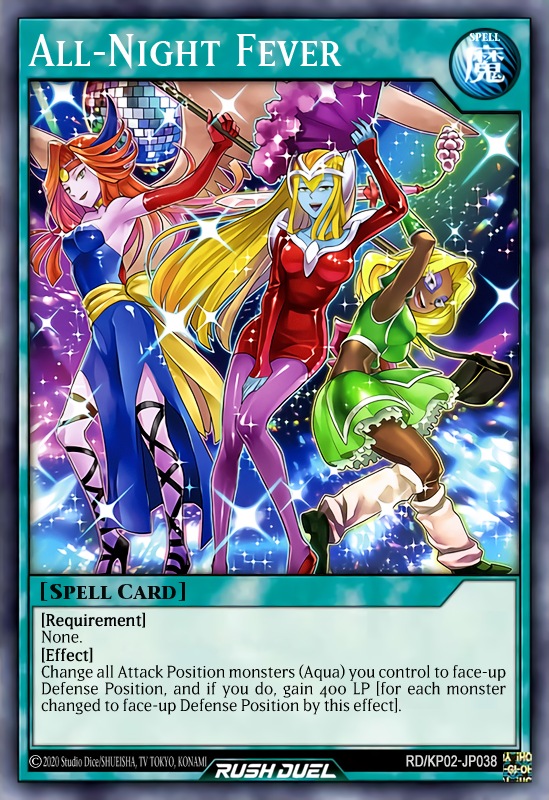 All-Night Fever
SPELL
魔
[Spell Card]
[Requirement]
None.
[Effect]
Change all Attack Position monsters (Aqua) you control to face-up
Defense Position, and if you do, gain 400 LP [for each monster
changed to face-up Defense Position by this effect].
©2020 Studio Dice/SHUEISHA, TV TOKYO, KONAMI
RUSH DUEL
RD/KP02-JP038